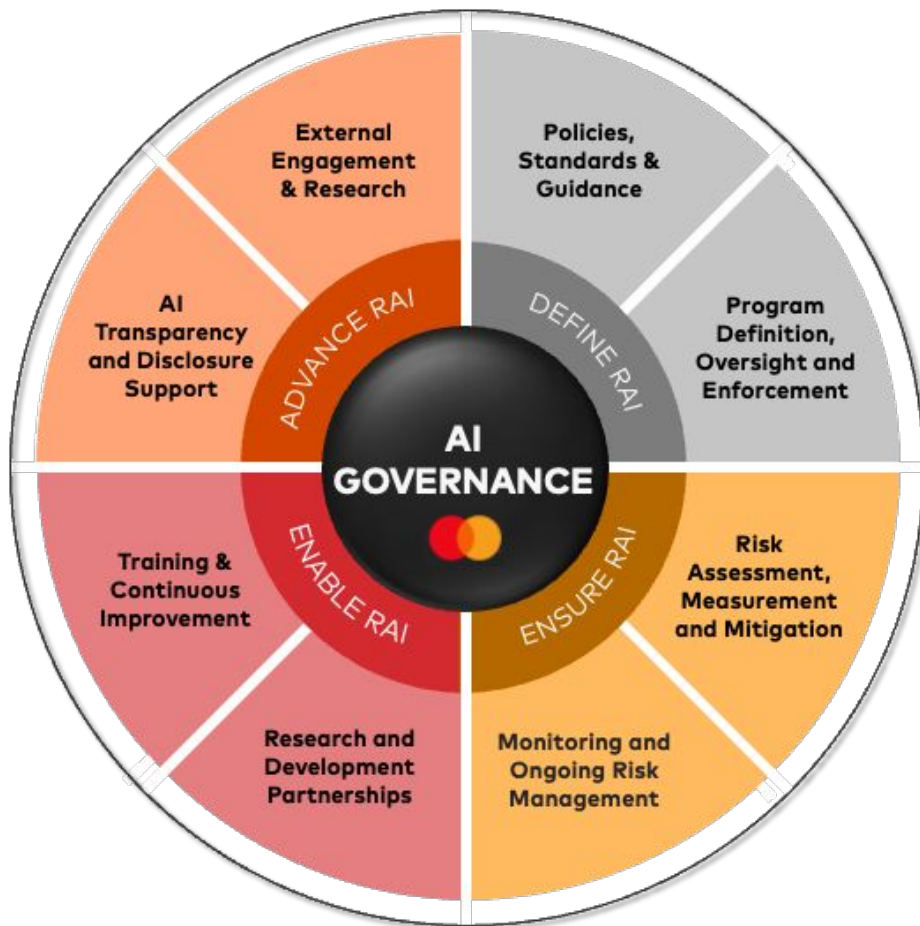 External
Engagement
& Research
Policies,
Standards &
Guidance
AI
Transparency
and Disclosure
Support
ADVANCE RAI
DEFINE RAI
Program
Definition,
Oversight and
Enforcement
AI
GOVERNANCE
Training &
Continuous
Improvement
ENABLE RAI
ENSURE RAI
Risk
Assessment,
Measurement
and Mitigation
Research and
Development
Partnerships
Monitoring and
Ongoing Risk
Management